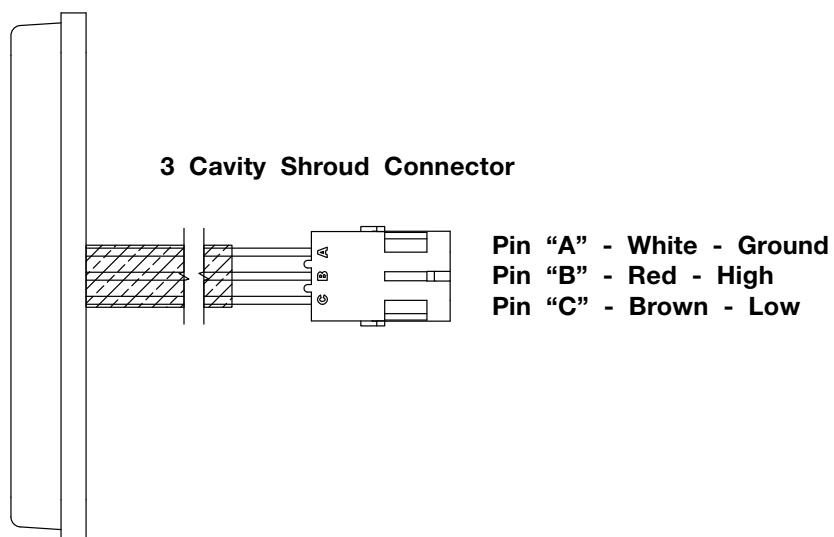 3 Cavity Shroud Connector
A
B
C
Pin “A” - White - Ground
Pin “B” - Red - High
Pin “C” - Brown - Low